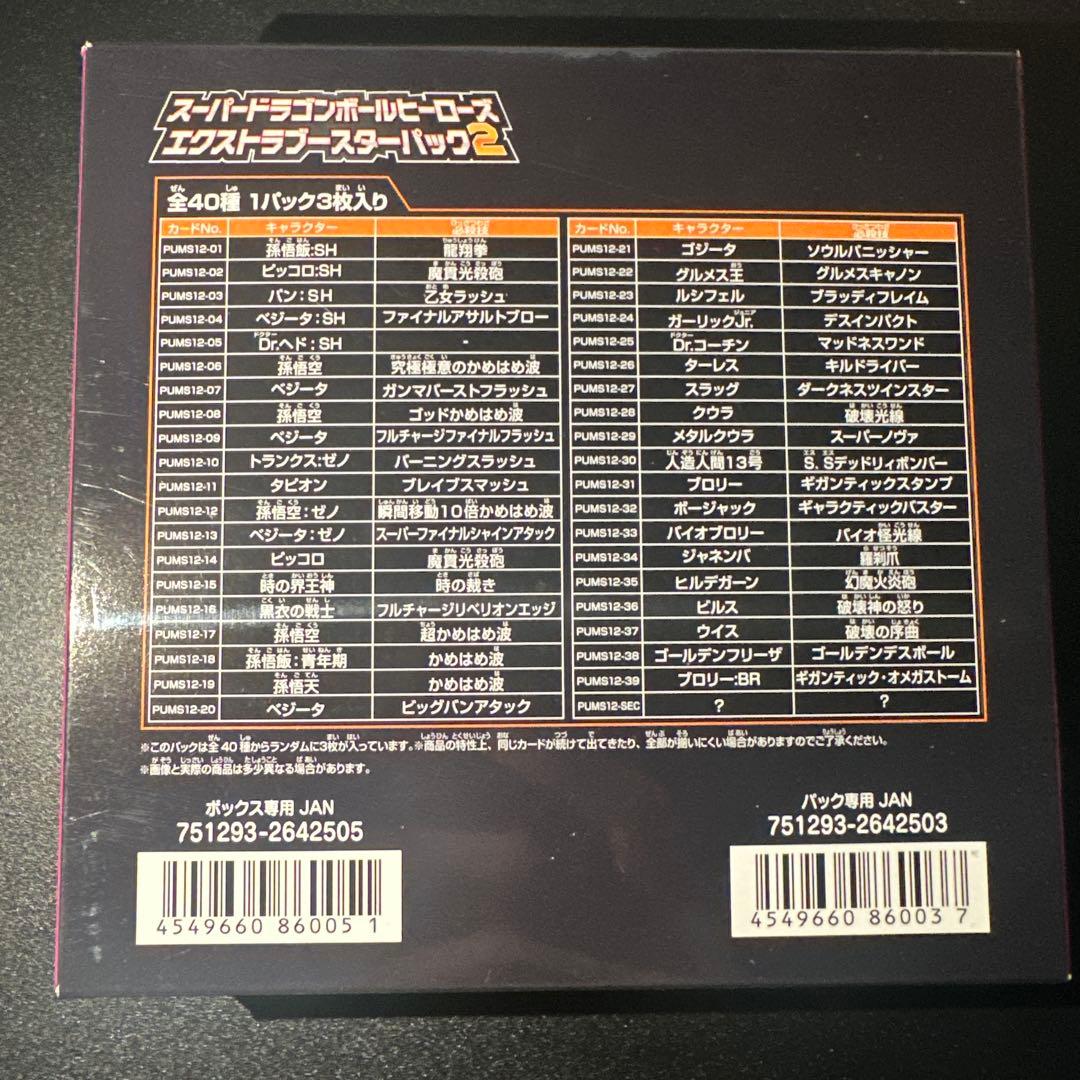 スーパードラゴンボールヒーローズ
エクストラブースターパック2
全40種 1パック3枚入り
カードNo. キャラクター 必殺技
PUMS12-01 孫悟飯:SH 龍翔拳
PUMS12-02 ピッコロ:SH 魔貫光殺砲
PUMS12-03 パン:SH 乙女ラッシュ
PUMS12-04 ベジータ:SH ファイナルアサルトブロー
PUMS12-05 Dr.ヘド:SH -
PUMS12-06 孫悟空 究極極意のかめはめ波
PUMS12-07 ベジータ ガンマバーストフラッシュ
PUMS12-08 孫悟空 ゴッドかめはめ波
PUMS12-09 ベジータ フルチャージファイナルフラッシュ
PUMS12-10 トランクス:ゼノ バーニングスラッシュ
PUMS12-11 タピオン ブレイブスマッシュ
PUMS12-12 孫悟空:ゼノ 瞬間移動10倍かめはめ波
PUMS12-13 ベジータ:ゼノ スーパーファイナルシャインアタック
PUMS12-14 ピッコロ 魔貫光殺砲
PUMS12-15 時の界王神 時の裁き
PUMS12-16 黒衣の戦士 フルチャージリベリオンエッジ
PUMS12-17 孫悟空 超かめはめ波
PUMS12-18 孫悟飯:青年期 かめはめ波
PUMS12-19 孫悟天 かめはめ波
PUMS12-20 ベジータ ビッグバンアタック
カードNo. キャラクター
PUMS12-21 ゴジータ ソウルパニッシャー
PUMS12-22 グルメス王 グルメスキャノン
PUMS12-23 ルシフェル ブラッディフレイム
PUMS12-24 ガーリックJr. デスインパクト
PUMS12-25 Dr.コーチン マッドネスワンド
PUMS12-26 ターレス キルドライバー
PUMS12-27 スラッグ ダークネスツインスター
PUMS12-28 クウラ 破壊光線
PUMS12-29 メタルクウラ スーパーノヴァ
PUMS12-30 人造人間13号 S.Sデッドリィボンバー
PUMS12-31 ブロリー ギガンティックスタンプ
PUMS12-32 ボージャック ギャラクティックバスター
PUMS12-33 バイオブロリー バイオ怪光線
PUMS12-34 ジャネンバ 羅刹爪
PUMS12-35 ヒルデガーン 幻魔火炎砲
PUMS12-36 ビルス 破壊神の怒り
PUMS12-37 ウイス 破壊の序曲
PUMS12-38 ゴールデンフリーザ ゴールデンデスボール
PUMS12-39 ブロリー:BR ギガンティック・オメガストーム
PUMS12-SEC ? ?
※このパックは全40種からランダムに3枚が入っています。※商品の特性上、同じカードが続けて出てきたり、全部が揃いにくい場合がありますのでご了承ください。
※画像と実際の商品は多少異なる場合があります。
ボックス専用 JAN
751293-2642505
4549660 86005 1
パック専用 JAN
751293-2642503
4549660 86003 7